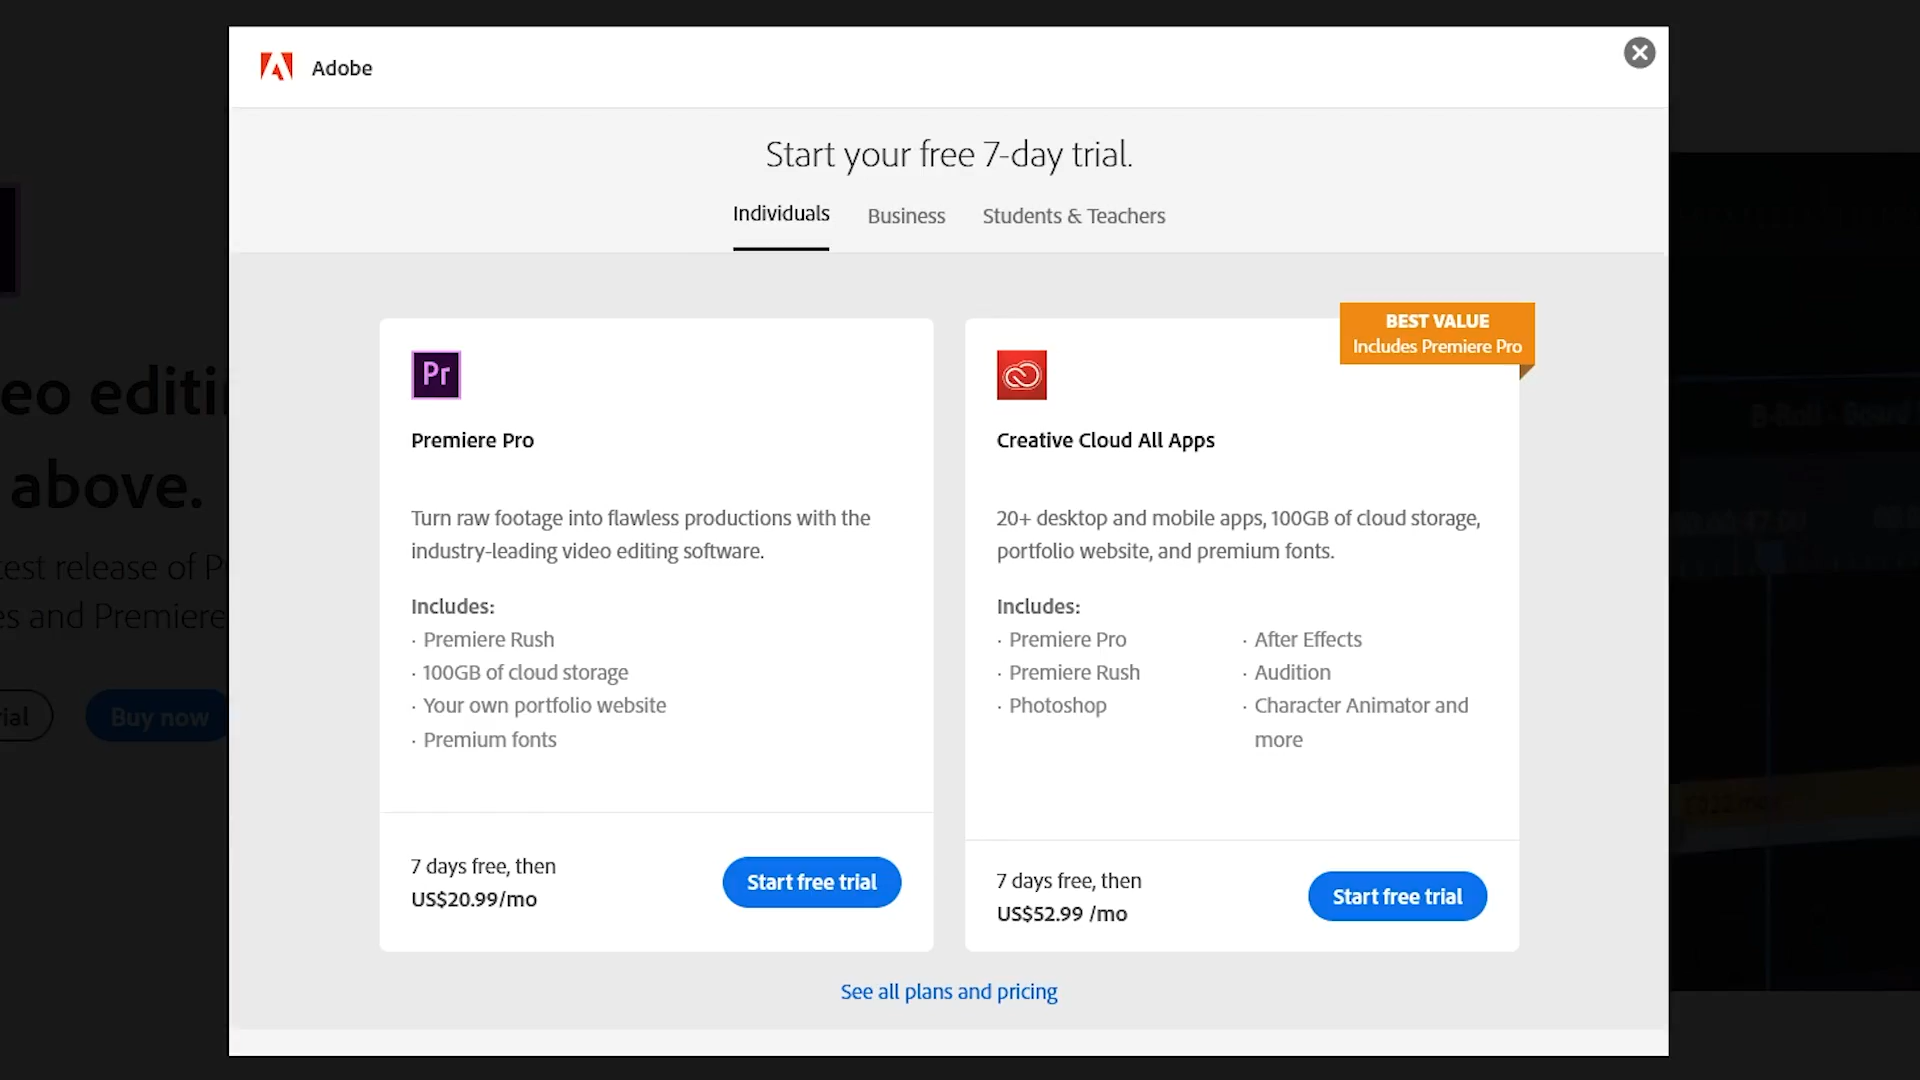 Adobe
Start your free 7-day trial.
Individuals
Business
Students & Teachers
Pr
Premiere Pro
Turn raw footage into flawless productions with the
industry-leading video editing software.
Includes:
· Premiere Rush
· 100GB of cloud storage
· Your own portfolio website
· Premium fonts
7 days free, then
US$20.99/mo
Start free trial
BEST VALUE
Includes Premiere Pro
Creative Cloud All Apps
20+ desktop and mobile apps, 100GB of cloud storage,
portfolio website, and premium fonts.
Includes:
· Premiere Pro
· Premiere Rush
· Photoshop
· After Effects
· Audition
· Character Animator and
more
7 days free, then
US$52.99 /mo
Start free trial
See all plans and pricing
eo editi
above.
test release of P
es and Premiere
ial
Buy now
B-Roll - Board